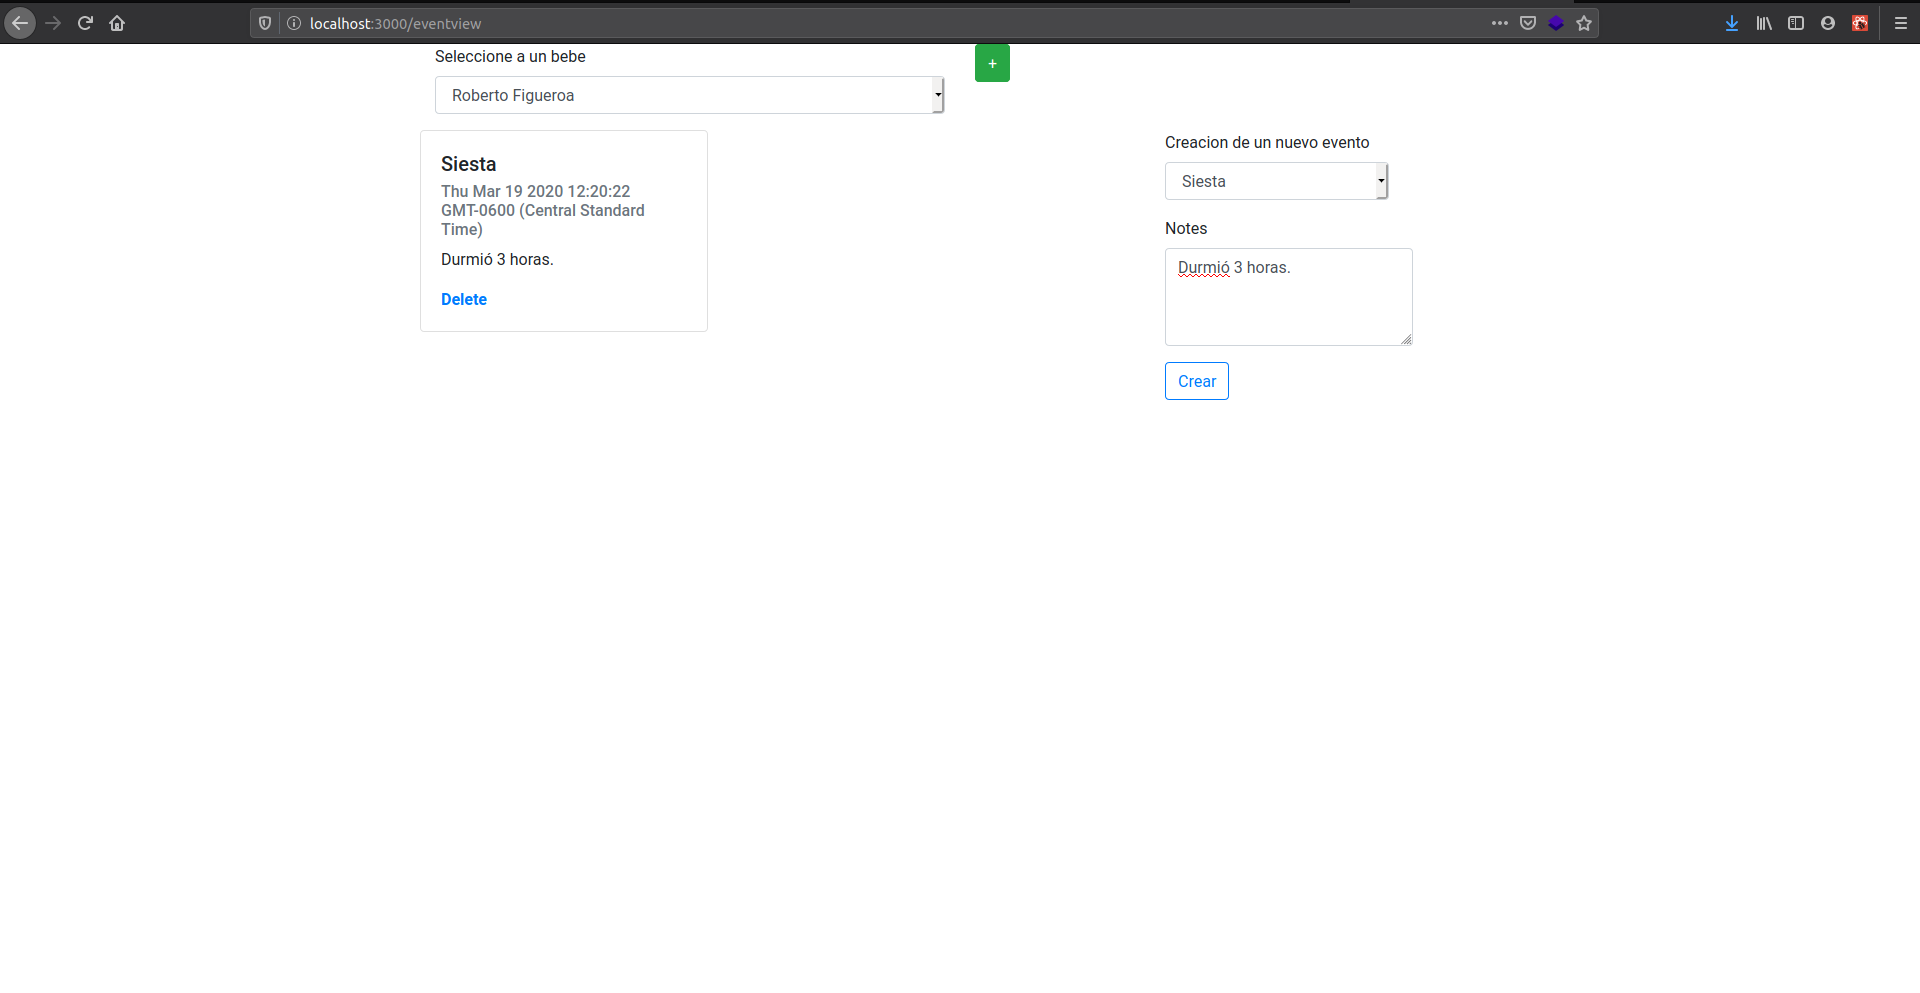 localhost:3000/eventview
Seleccione a un bebe
+
Roberto Figueroa
Siesta
Thu Mar 19 2020 12:20:22
GMT-0600 (Central Standard
Time)
Durmió 3 horas.
Delete
Creacion de un nuevo evento
Siesta
Notes
Durmió 3 horas.
Crear